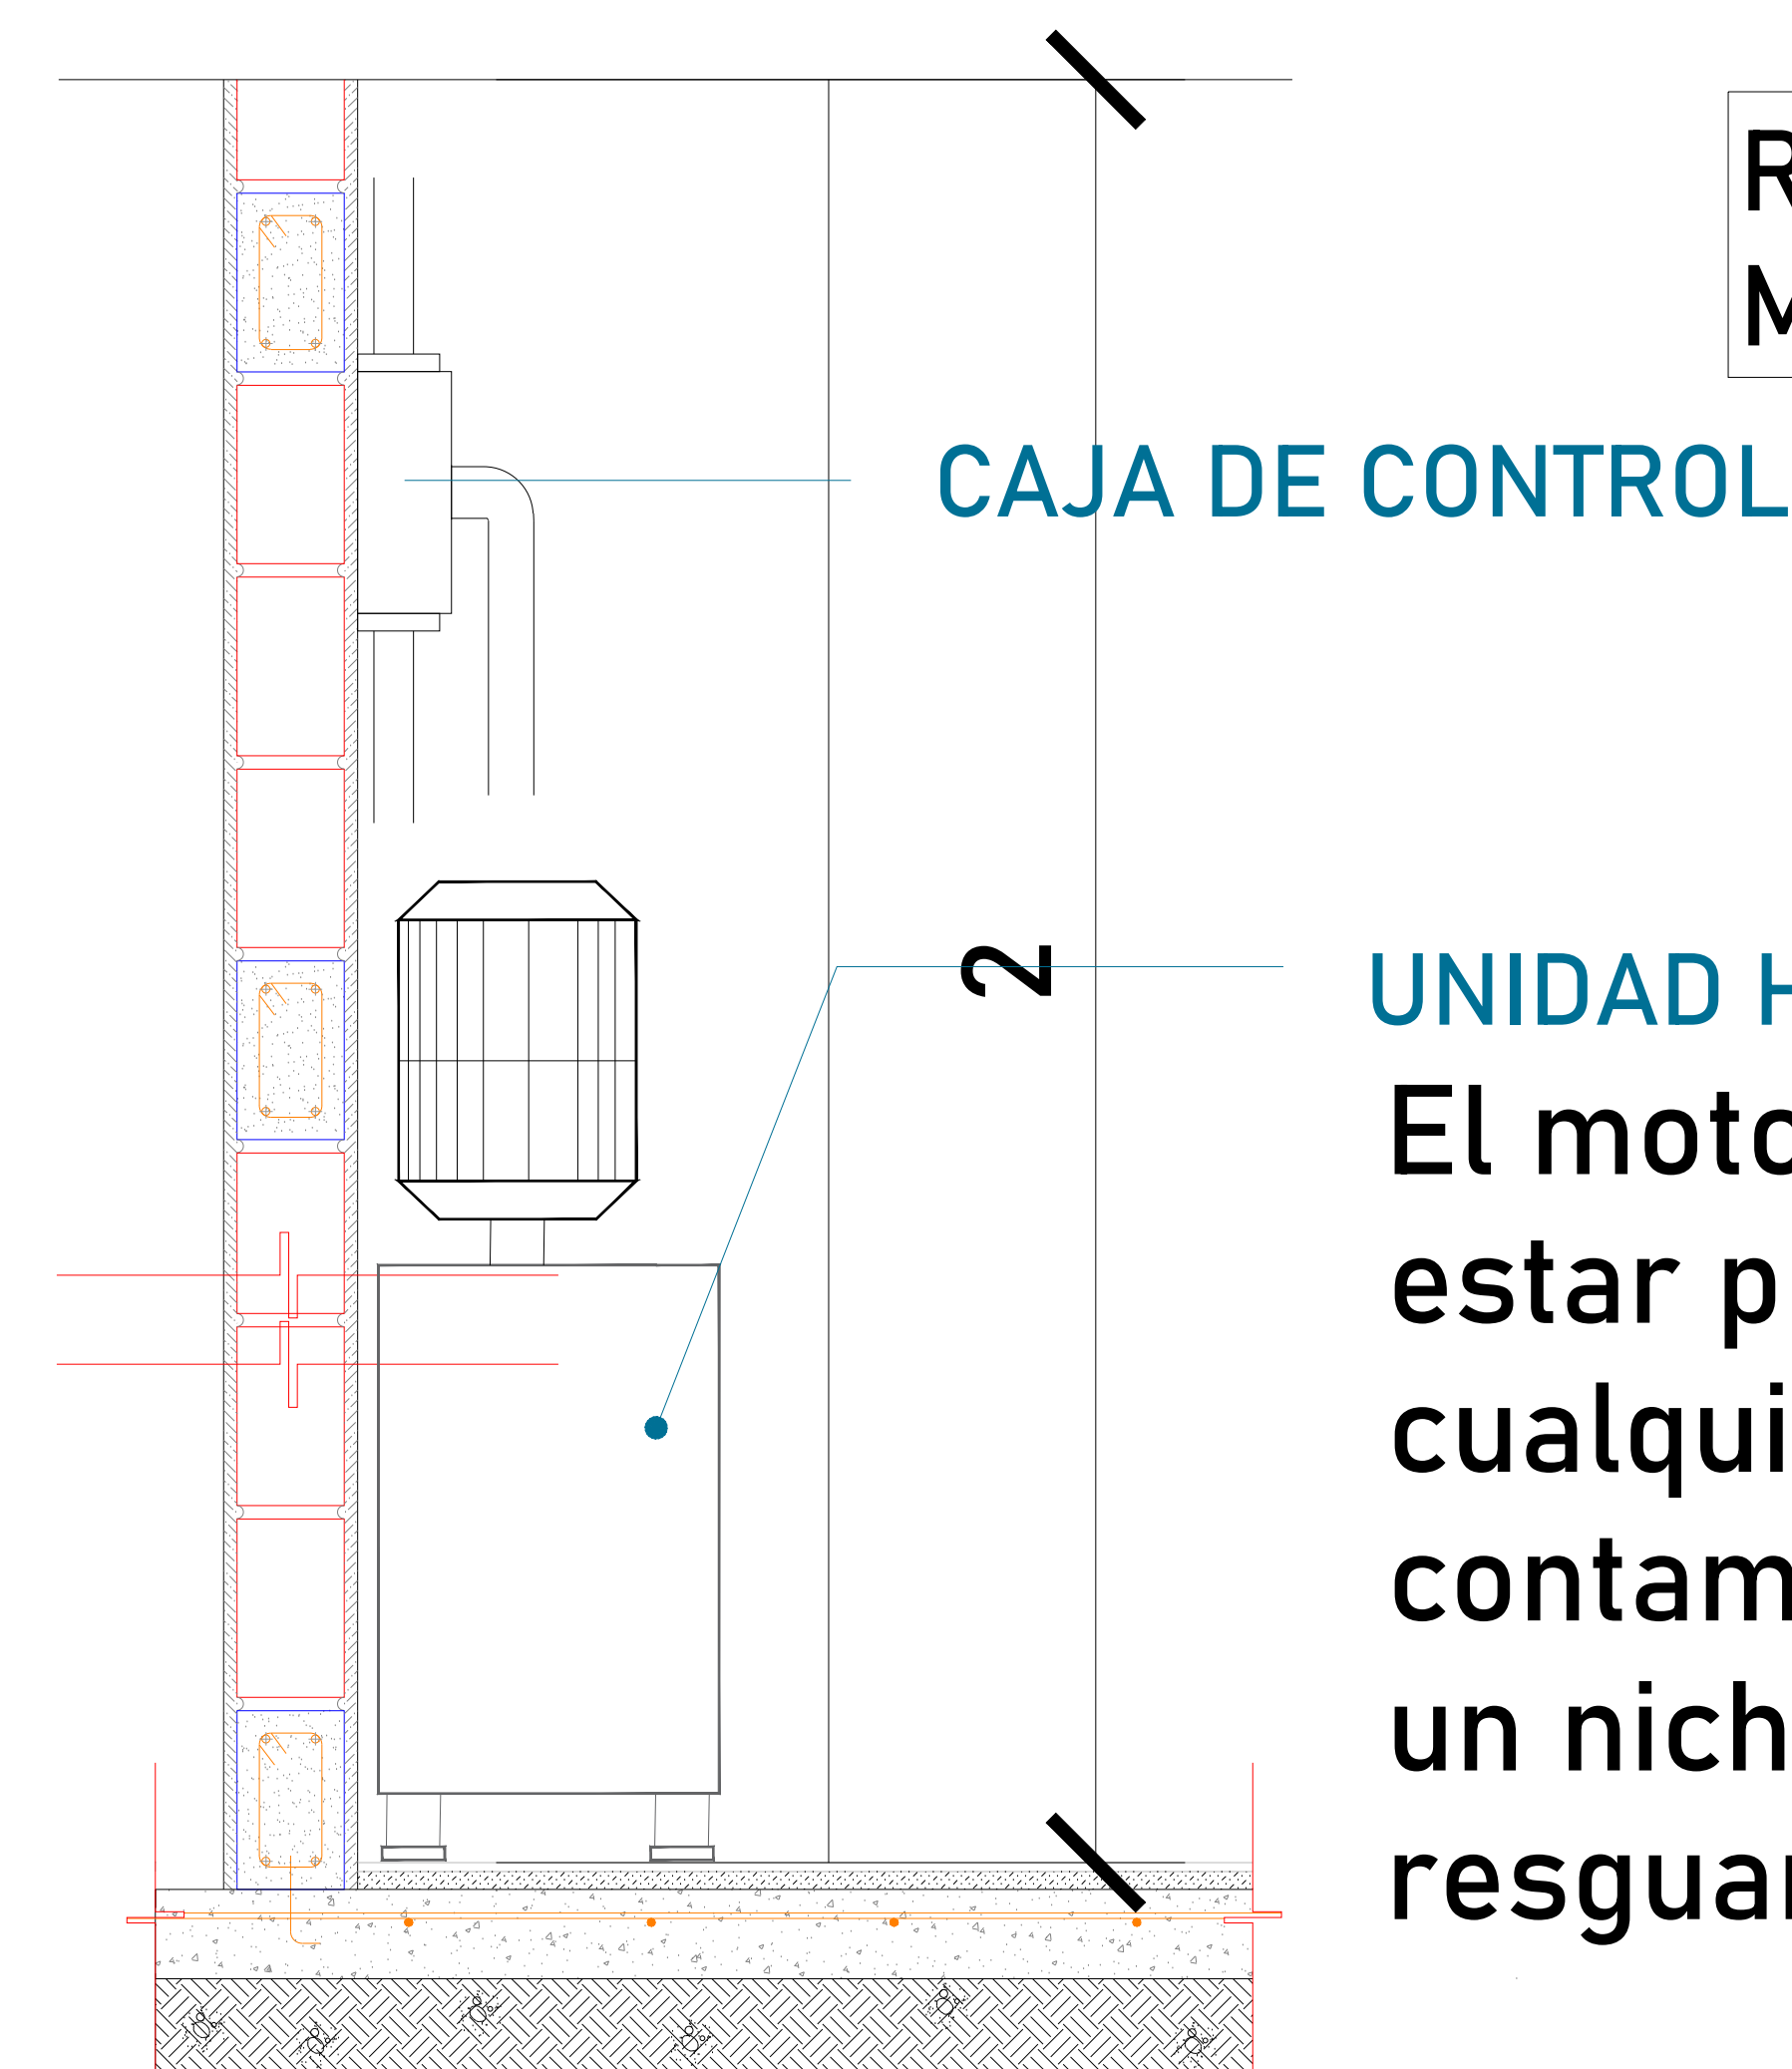 R
M
CAJA DE CONTROL
2
UNIDAD H
El moto
estar p
cualqui
contam
un nich
resguar